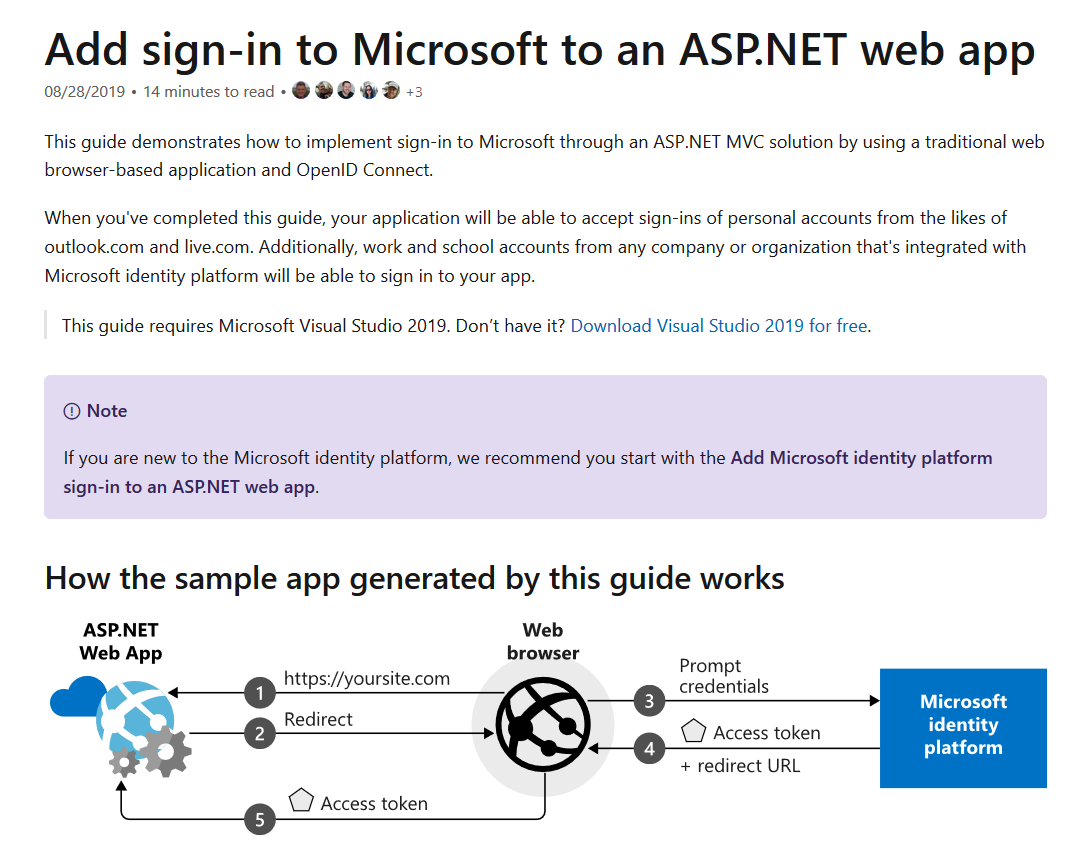 Add sign-in to Microsoft to an ASP.NET web app
08/28/2019 • 14 minutes to read • +3
This guide demonstrates how to implement sign-in to Microsoft through an ASP.NET MVC solution by using a traditional web
browser-based application and OpenID Connect.
When you've completed this guide, your application will be able to accept sign-ins of personal accounts from the likes of
outlook.com and live.com. Additionally, work and school accounts from any company or organization that's integrated with
Microsoft identity platform will be able to sign in to your app.
This guide requires Microsoft Visual Studio 2019. Don’t have it? Download Visual Studio 2019 for free.
Note
If you are new to the Microsoft identity platform, we recommend you start with the Add Microsoft identity platform
sign-in to an ASP.NET web app.
How the sample app generated by this guide works
ASP.NET
Web App
Web
browser
1
https://yoursite.com
2
Redirect
3
Prompt
credentials
4
Access token
+ redirect URL
Microsoft
identity
platform
5
Access token